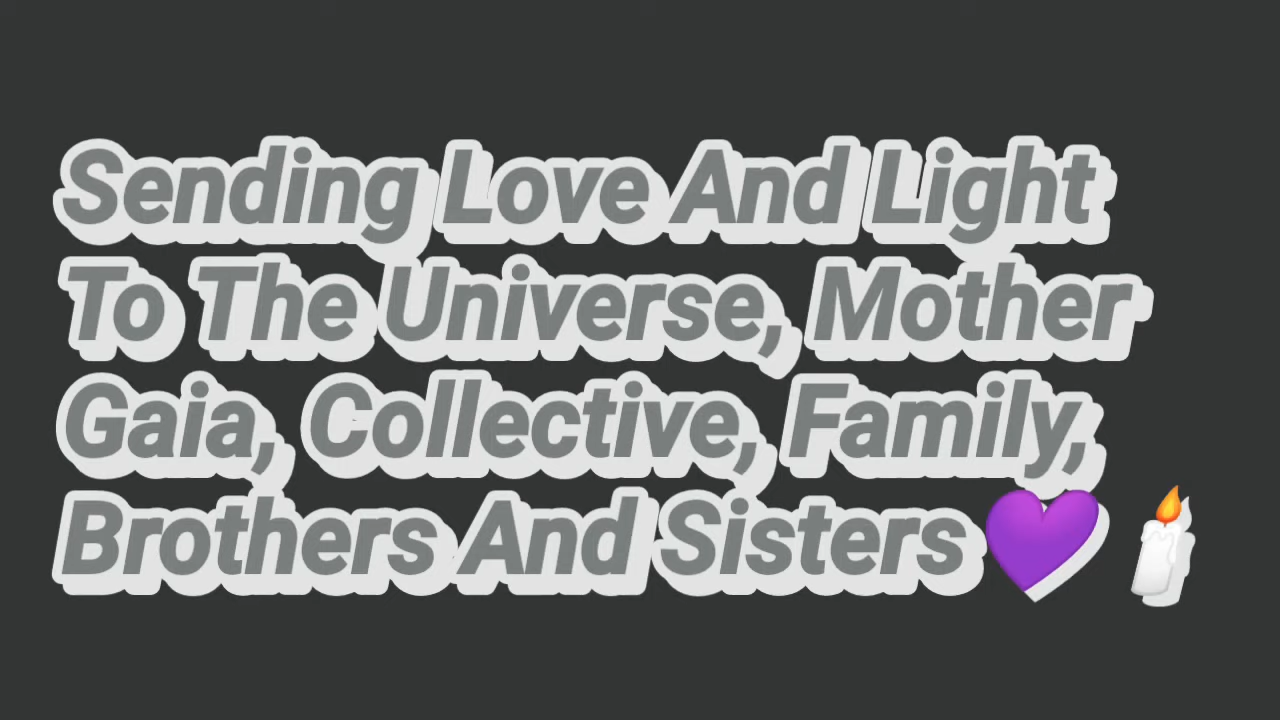 Sending Love And Light
To The Universe, Mother
Gaia, Collective, Family,
Brothers And Sisters💜🕯️